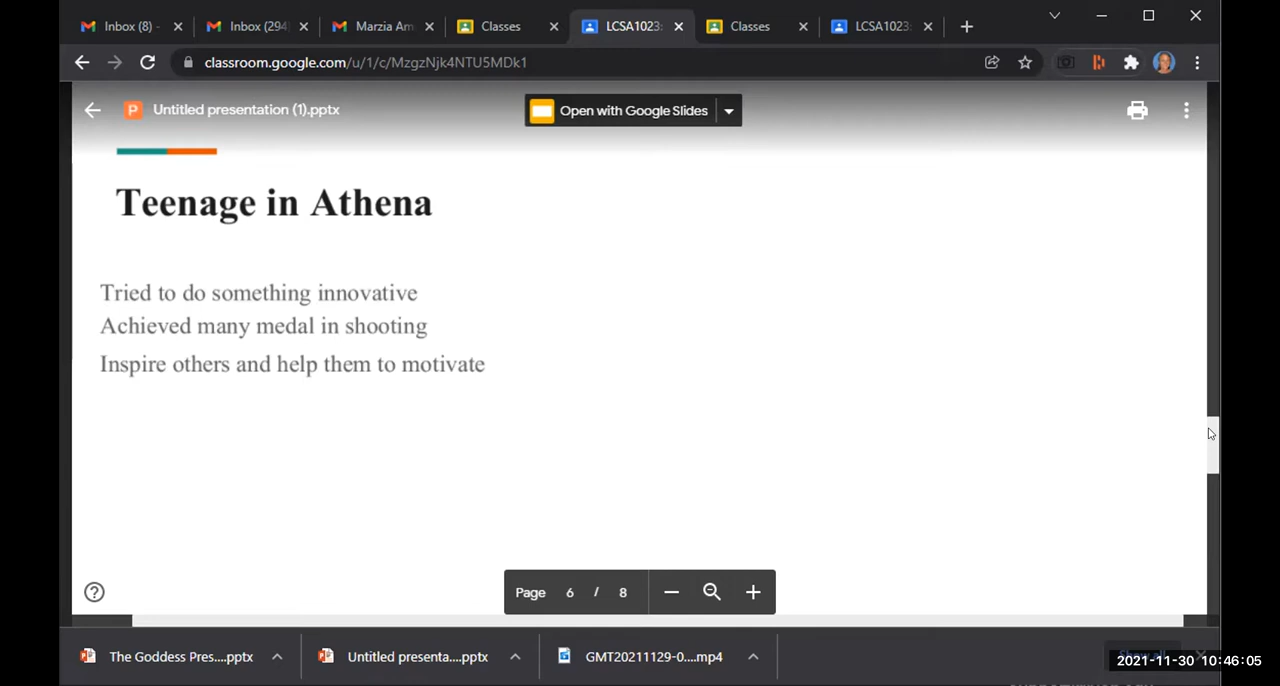 Inbox (8) -
Inbox (294
Marzia Am
Classes
LCSA1023:
Classes
LCSA1023:
classroom.google.com/u/1/c/MzgzNjk4NTU5MDk1
P Untitled presentation (1).pptx
Open with Google Slides
Teenage in Athena
Tried to do something innovative
Achieved many medal in shooting
Inspire others and help them to motivate
Page 6 / 8
The Goddess Pres....pptx
Untitled presenta....pptx
GMT20211129-0....mp4
2021-11-30 10:46:05